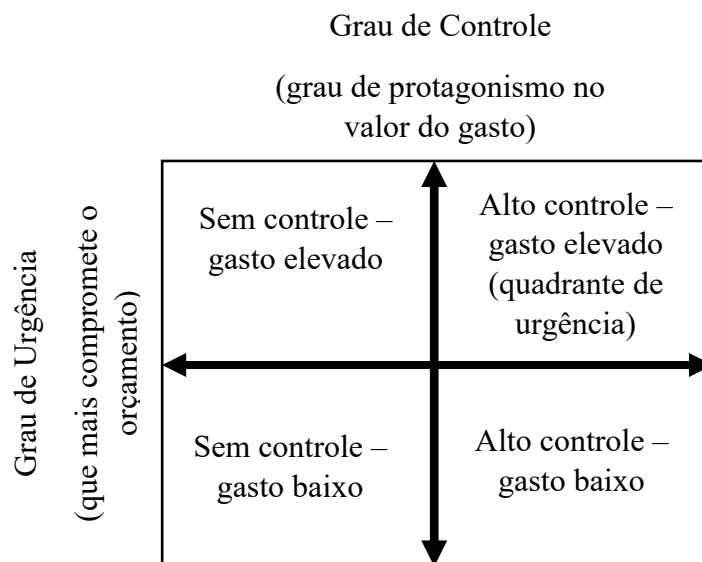 Grau de Controle
(grau de protagonismo no
valor do gasto)
Grau de Urgência
(que mais compromete o
orçamento)
Sem controle –
gasto elevado
Alto controle –
gasto elevado
(quadrante de
urgência)
Sem controle –
gasto baixo
Alto controle –
gasto baixo